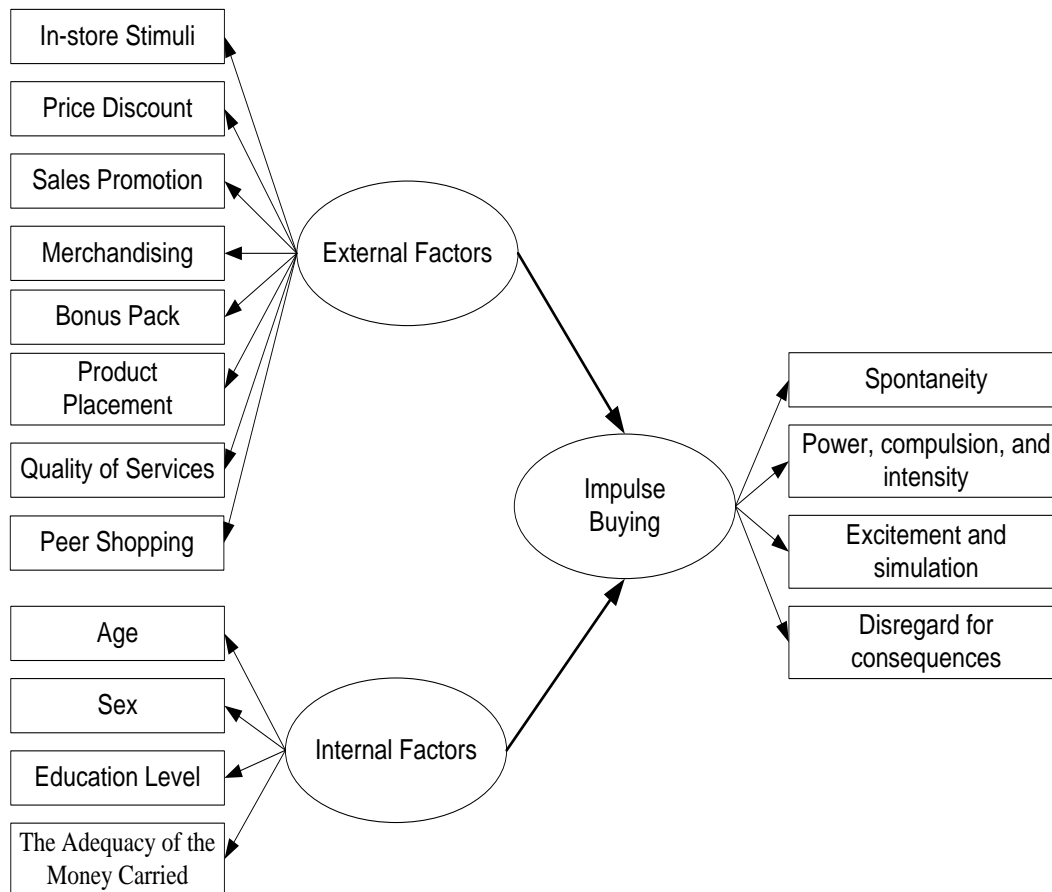 In-store Stimuli
Price Discount
Sales Promotion
Merchandising
Bonus Pack
Product
Placement
Quality of Services
Peer Shopping
External Factors
Age
Sex
Education Level
The Adequacy of the
Money Carried
Internal Factors
Impulse
Buying
Spontaneity
Power, compulsion, and
intensity
Excitement and
simulation
Disregard for
consequences